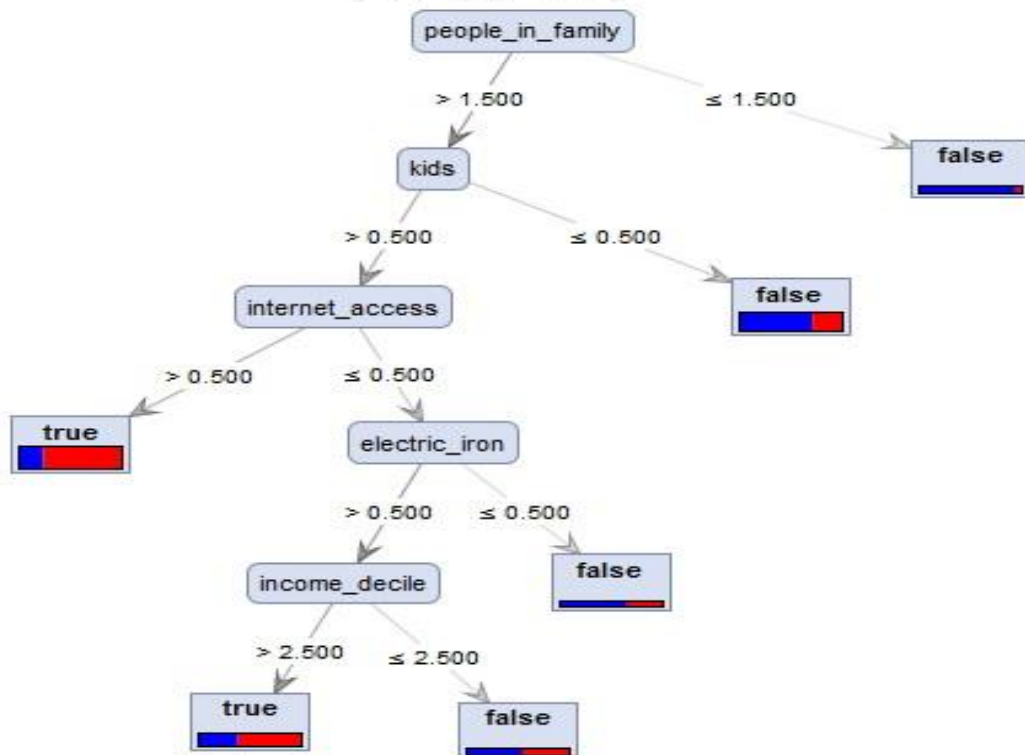 people_in_family
> 1.500
≤ 1.500
false
kids
> 0.500
≤ 0.500
false
internet_access
> 0.500
≤ 0.500
true
electric_iron
> 0.500
≤ 0.500
false
income_decile
> 2.500
≤ 2.500
true
false